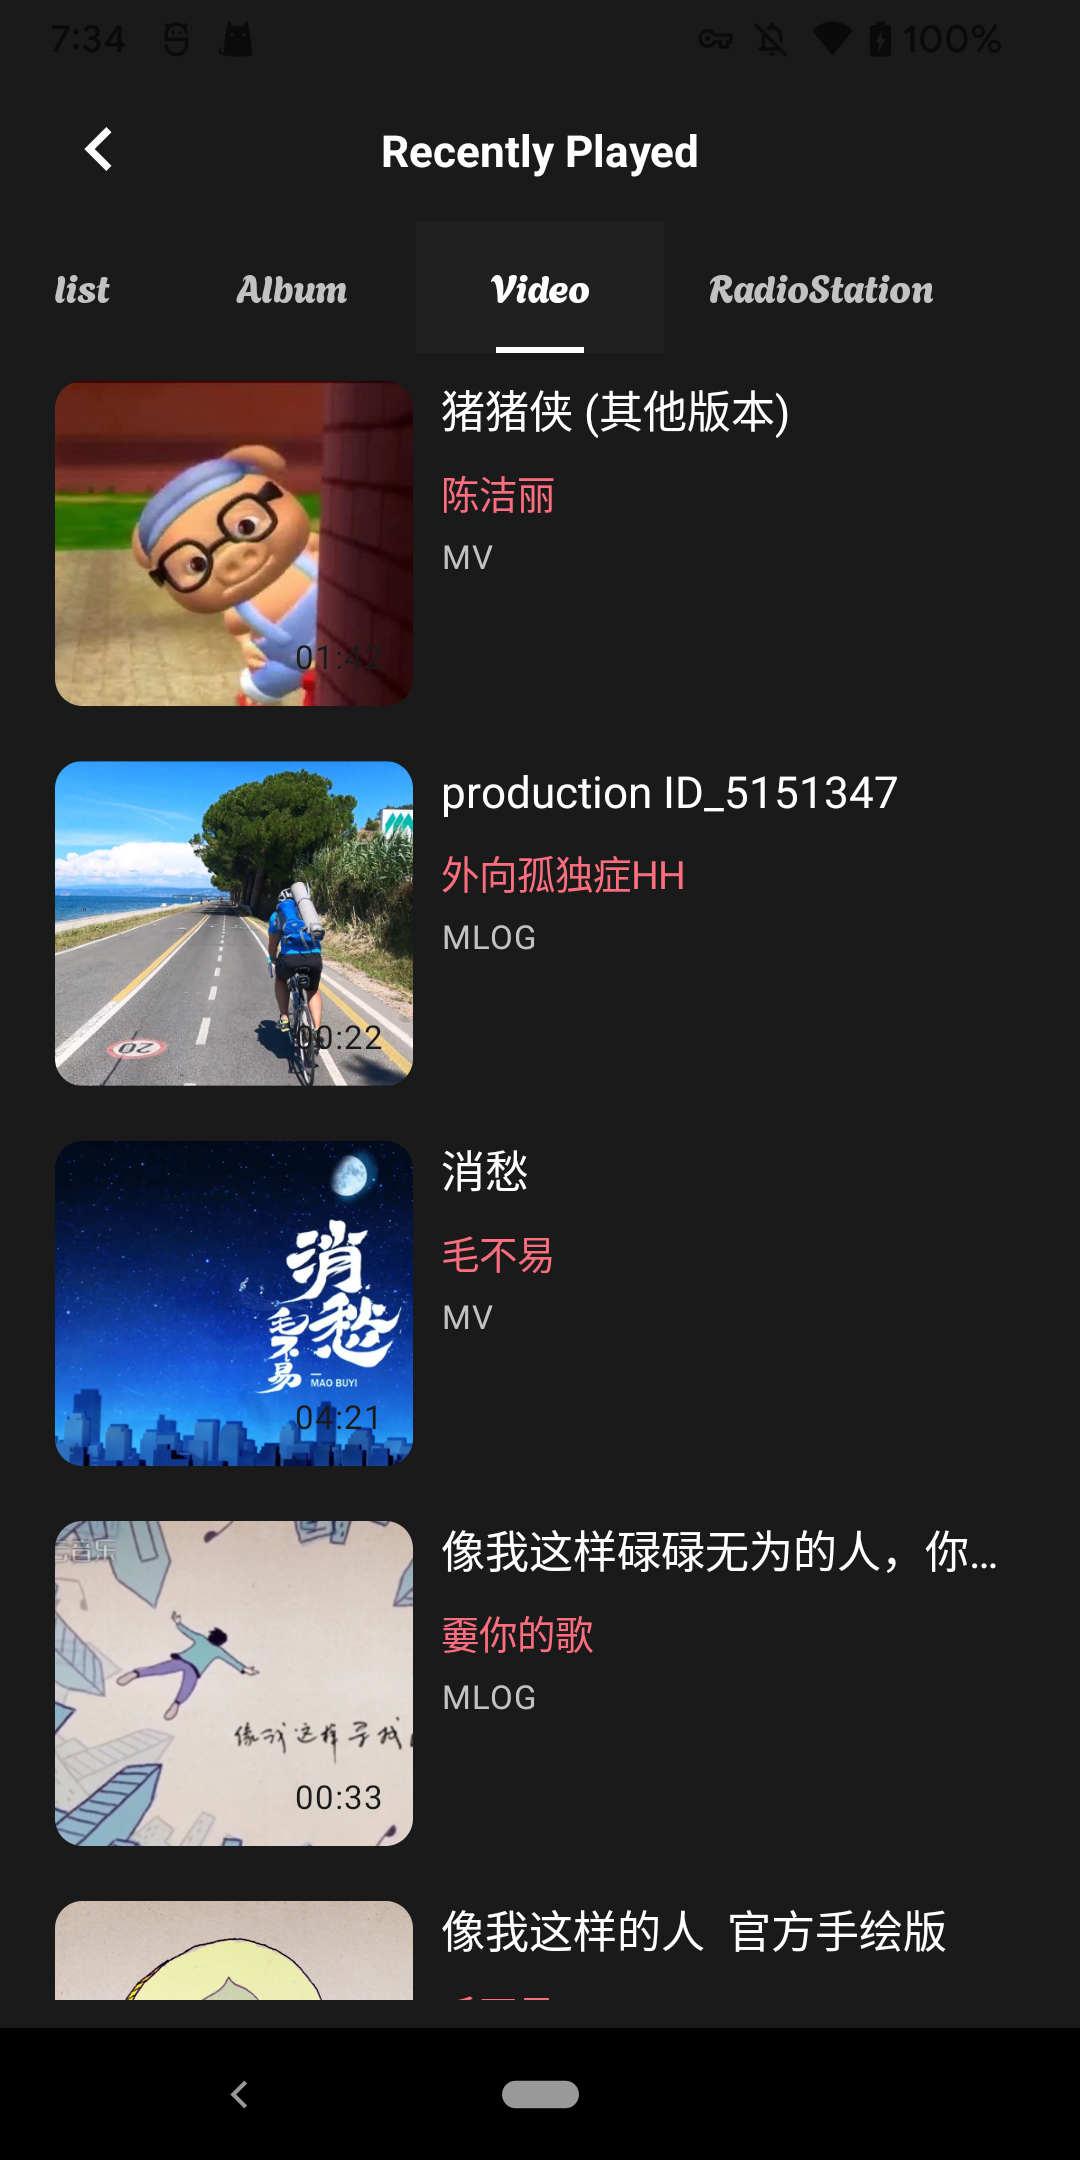 7:34
100%
Recently Played
list
Album
Video
RadioStation
猪猪侠 (其他版本)
陈洁丽
MV
01:42
production ID_5151347
外向孤独症HH
MLOG
20
00:22
消愁
毛不易
MV
消愁
毛不易
MAO BUYI
04:21
像我这样碌碌无为的人，你...
嫑你的歌
MLOG
云音乐
像我这样寻找
00:33
像我这样的人 官方手绘版